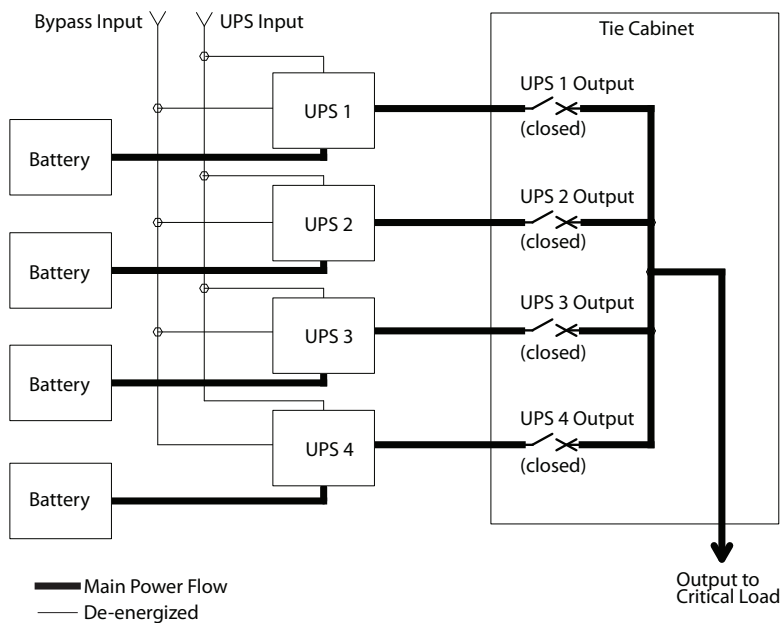 Bypass Input
UPS Input
Tie Cabinet
UPS 1 Output
UPS 1
(closed)
Battery
UPS 2 Output
UPS 2
(closed)
Battery
UPS 3 Output
UPS 3
(closed)
Battery
UPS 4 Output
UPS 4
(closed)
Battery
Main Power Flow
De-energized
Output to
Critical Load